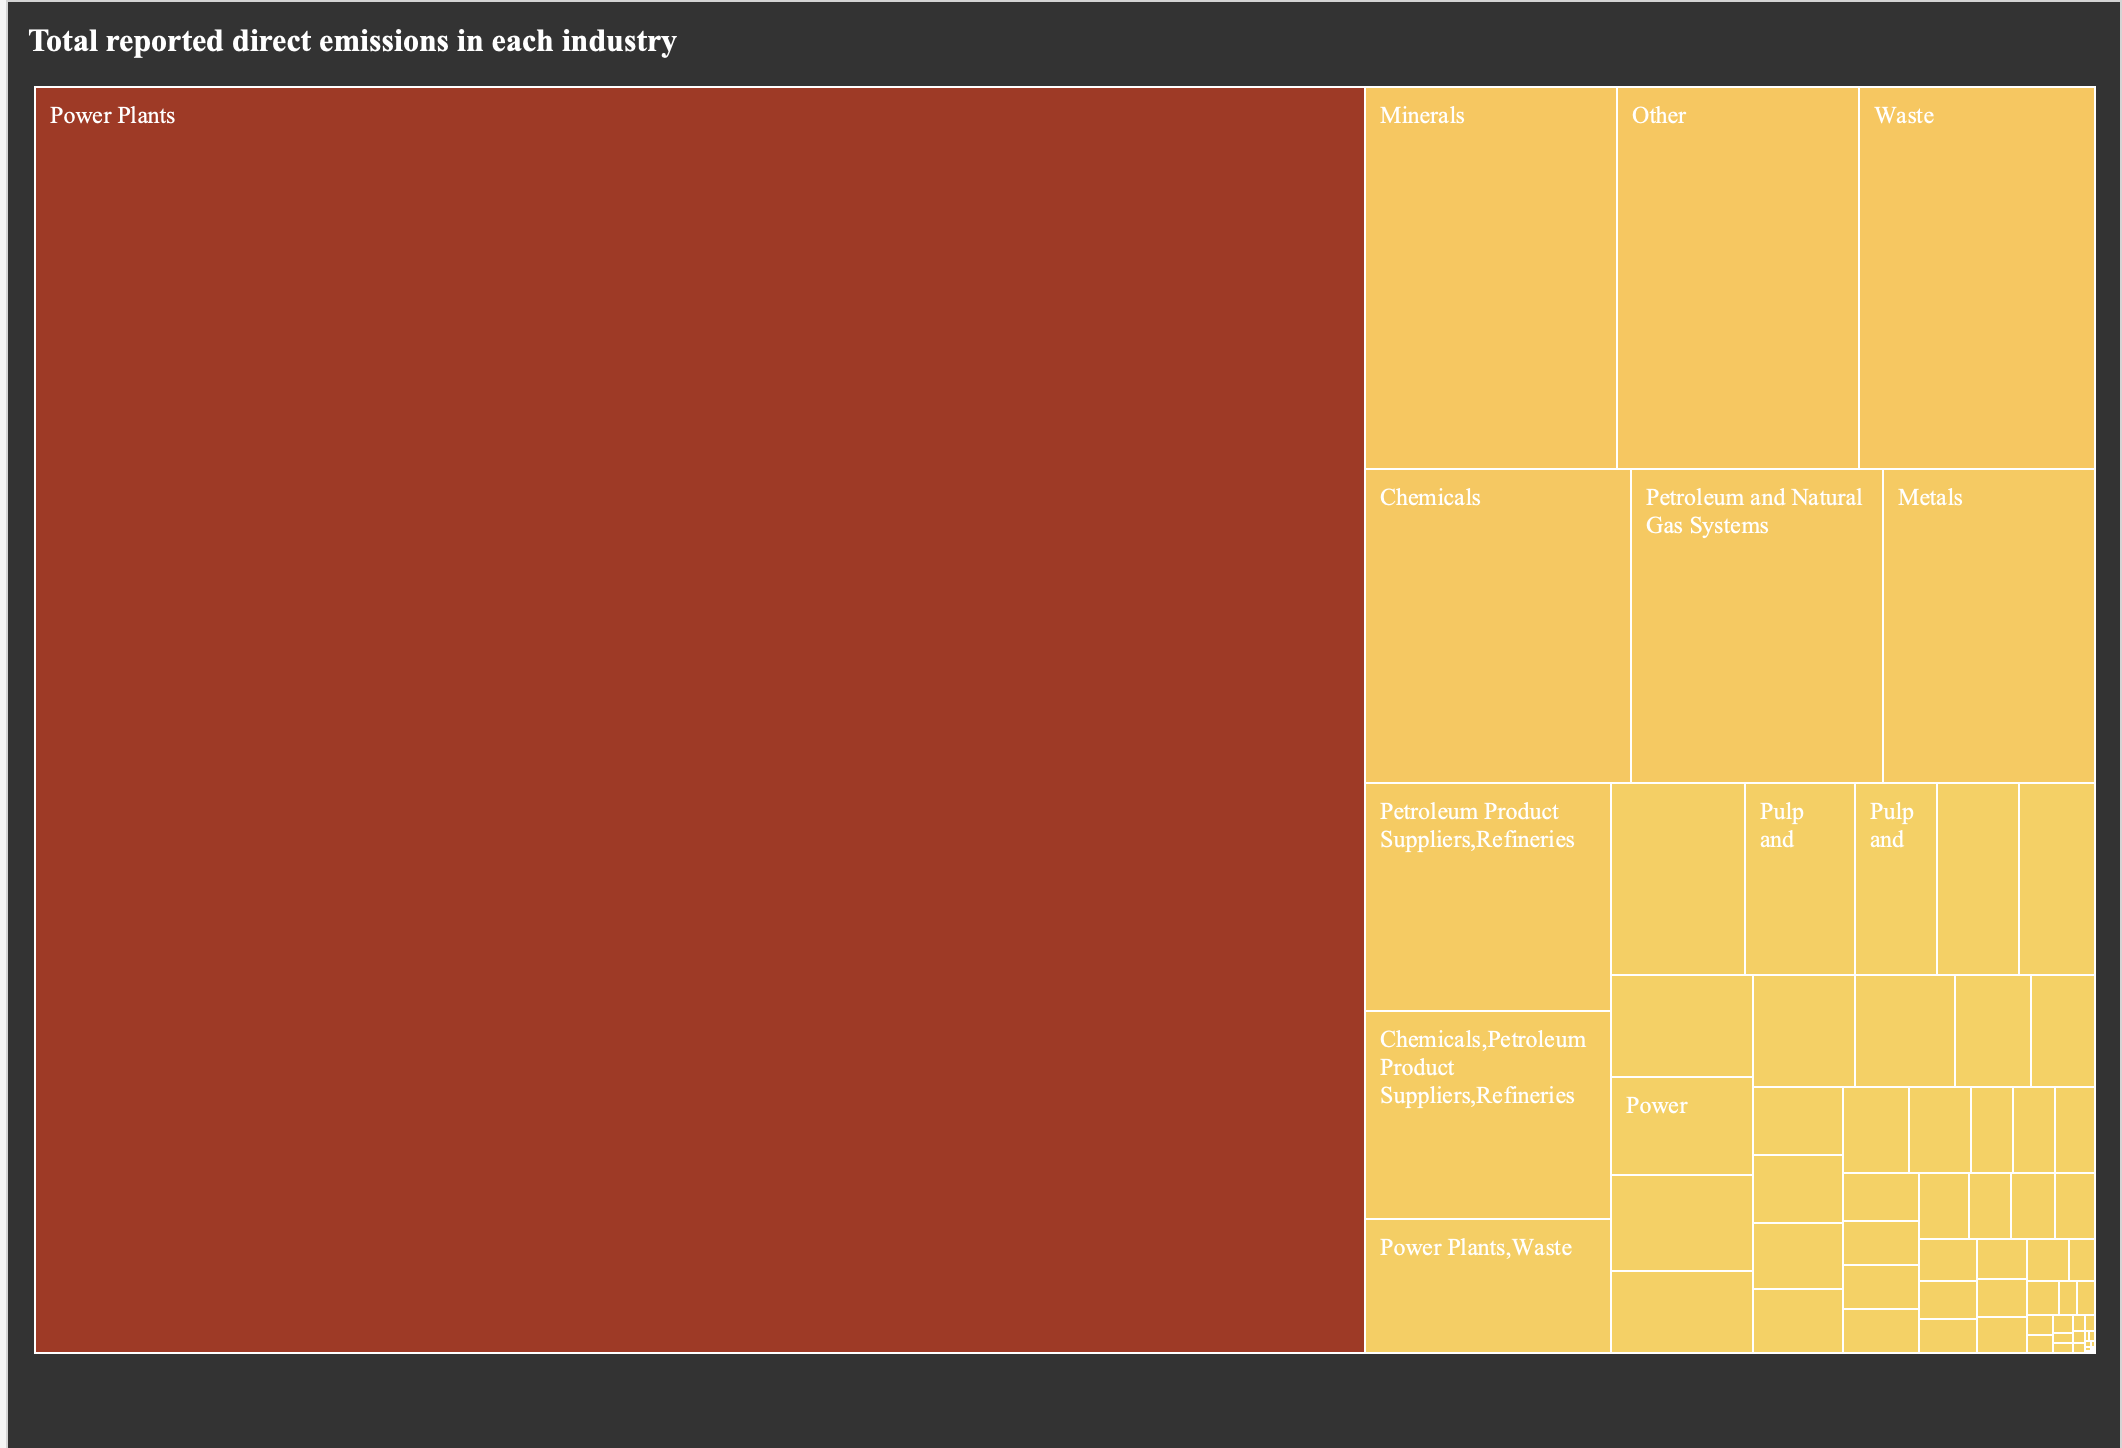 Total reported direct emissions in each industry
Power Plants
Minerals
Other
Waste
Chemicals
Petroleum and Natural
Gas Systems
Metals
Petroleum Product
Suppliers,Refineries
Pulp
and
Pulp
and
Chemicals,Petroleum
Product
Suppliers,Refineries
Power
Power Plants,Waste